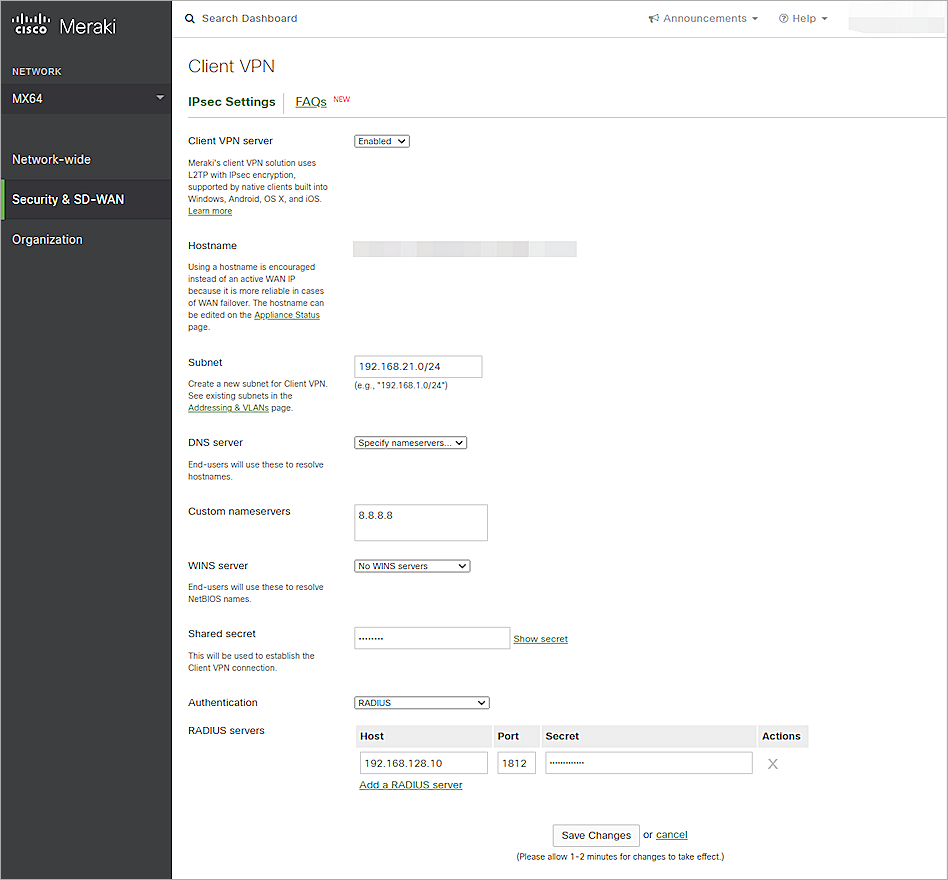 cisco Meraki
Search Dashboard
Announcements
Help
NETWORK
MX64
Network-wide
Security & SD-WAN
Organization
Client VPN
IPsec Settings
FAQs NEW
Client VPN server
Enabled
Meraki's client VPN solution uses
L2TP with IPsec encryption,
supported by native clients built into
Windows, Android, OS X, and iOS.
Learn more
Hostname
Using a hostname is encouraged
instead of an active WAN IP
because it is more reliable in cases
of WAN failover. The hostname can
be edited on the Appliance Status
page.
Subnet
192.168.21.0/24
(e.g., "192.168.1.0/24")
Create a new subnet for Client VPN.
See existing subnets in the
Addressing & VLANs page.
DNS server
Specify nameservers...
End-users will use these to resolve
hostnames.
Custom nameservers
8.8.8.8
WINS server
No WINS servers
End-users will use these to resolve
NetBIOS names.
Shared secret
Show secret
This will be used to establish the
Client VPN connection.
Authentication
RADIUS
RADIUS servers
Host Port Secret Actions
192.168.128.10 1812 X
Add a RADIUS server
Save Changes or cancel
(Please allow 1-2 minutes for changes to take effect.)